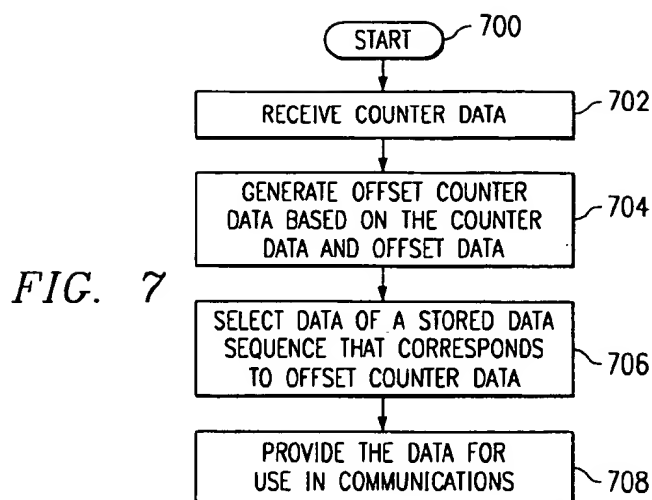 START
700
RECEIVE COUNTER DATA
702
GENERATE OFFSET COUNTER
DATA BASED ON THE COUNTER
DATA AND OFFSET DATA
704
FIG. 7
SELECT DATA OF A STORED DATA
SEQUENCE THAT CORRESPONDS
TO OFFSET COUNTER DATA
706
PROVIDE THE DATA FOR
USE IN COMMUNICATIONS
708